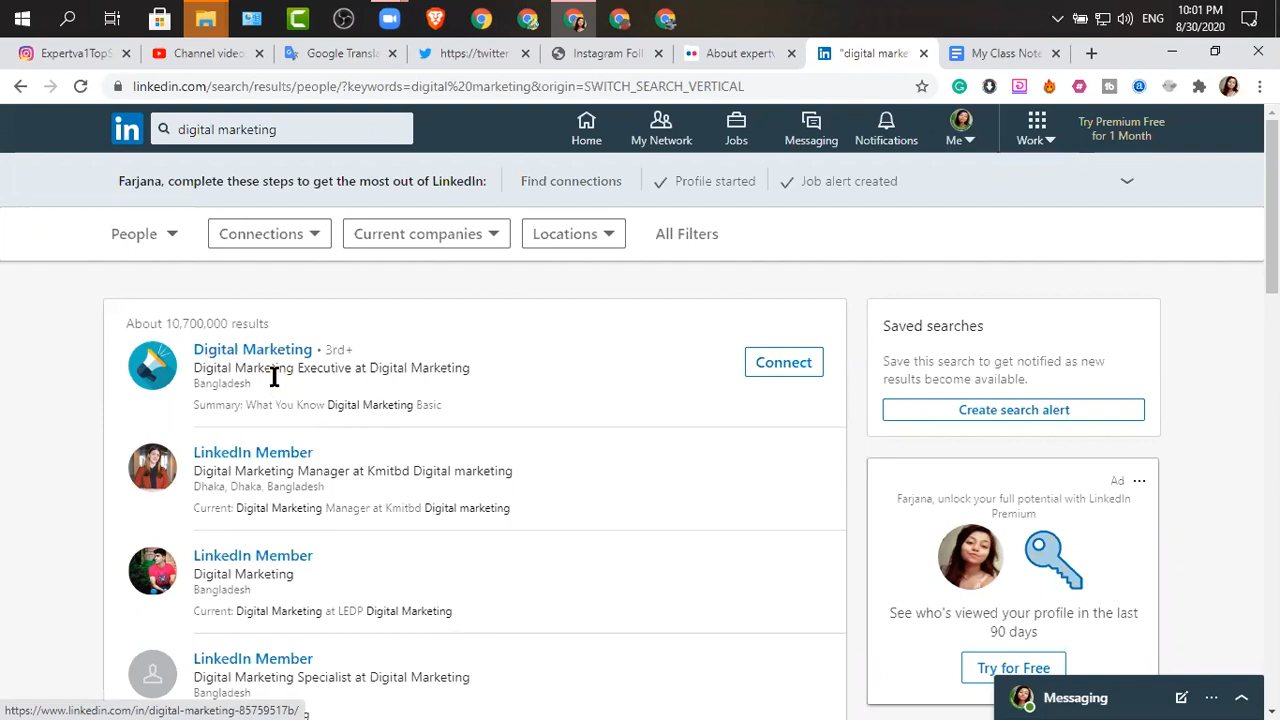 ENG
10:01 PM
8/30/2020
Expertva1TopS
Channel video
Google Transl
https://twitter
Instagram Foll
About expertv
"digital marke
My Class Note
linkedin.com/search/results/people/?keywords=digital%20marketing&origin=SWITCH_SEARCH_VERTICAL
in
digital marketing
Home
My Network
Jobs
Messaging
Notifications
Me
Work
Try Premium Free
for 1 Month
Farjana, complete these steps to get the most out of LinkedIn:
Find connections
Profile started
Job alert created
People
Connections
Current companies
Locations
All Filters
About 10,700,000 results
Digital Marketing • 3rd+
Digital Marketing Executive at Digital Marketing
Bangladesh
Summary: What You Know Digital Marketing Basic
Connect
LinkedIn Member
Digital Marketing Manager at Kmitbd Digital marketing
Dhaka, Dhaka, Bangladesh
Current: Digital Marketing Manager at Kmitbd Digital marketing
LinkedIn Member
Digital Marketing
Bangladesh
Current: Digital Marketing at LEDP Digital Marketing
LinkedIn Member
Digital Marketing Specialist at Digital Marketing
Bangladesh
Saved searches
Save this search to get notified as new
results become available.
Create search alert
Ad
Farjana, unlock your full potential with LinkedIn
Premium
See who's viewed your profile in the last
90 days
Try for Free
Messaging
https://www.linkedin.com/in/digital-marketing-85759517b/